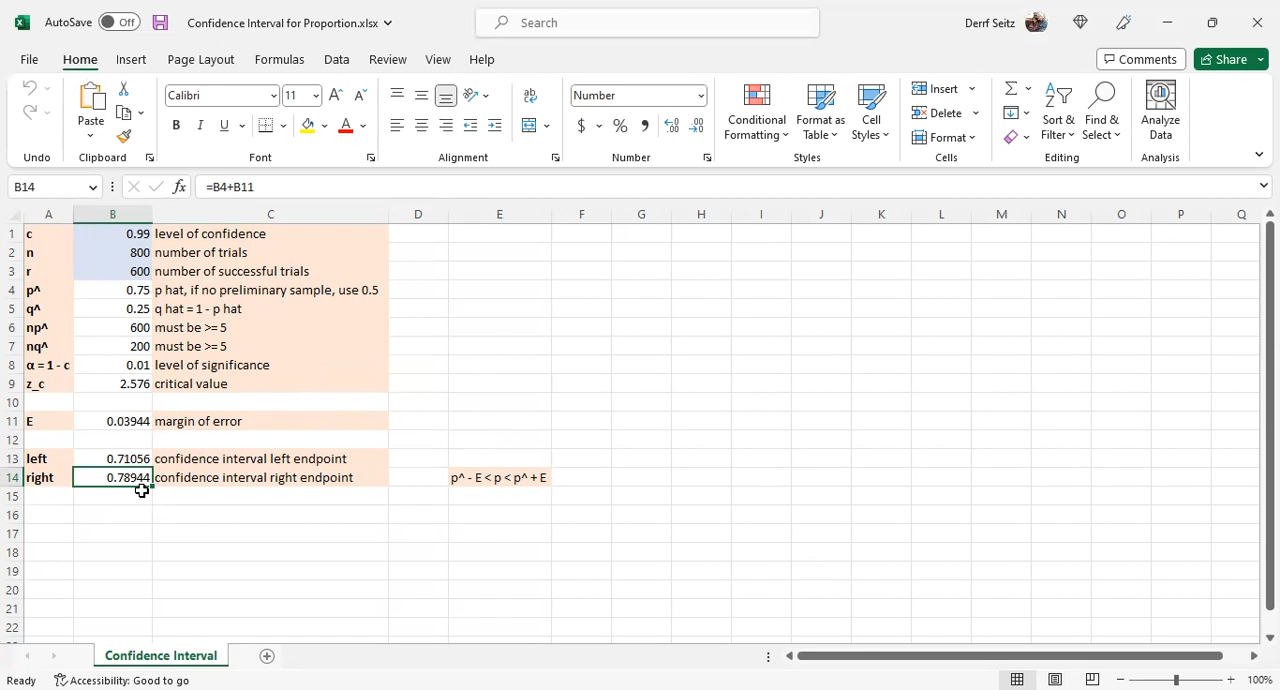 AutoSave Off Confidence Interval for Proportion.xlsx Search Derrf Seitz
File Home Insert Page Layout Formulas Data Review View Help Comments Share
Calibri 11 Number Insert
Paste B I U $ % Conditional Formatting Format as Table Cell Styles Delete Format Sort & Filter Find & Select Analyze Data
Undo Clipboard Font Alignment Number Styles Cells Editing Analysis
B14 fx =B4+B11
A B C D E F G H I J K L M N O P Q
1 c 0.99 level of confidence
2 n 800 number of trials
3 r 600 number of successful trials
4 p^ 0.75 p hat, if no preliminary sample, use 0.5
5 q^ 0.25 q hat = 1 - p hat
6 np^ 600 must be >= 5
7 nq^ 200 must be >= 5
8 α = 1 - c 0.01 level of significance
9 z_c 2.576 critical value
10
11 E 0.03944 margin of error
12
13 left 0.71056 confidence interval left endpoint
14 right 0.78944 confidence interval right endpoint p^ - E < p < p^ + E
15
16
17
18
19
20
21
22
Confidence Interval
Ready Accessibility: Good to go 100%